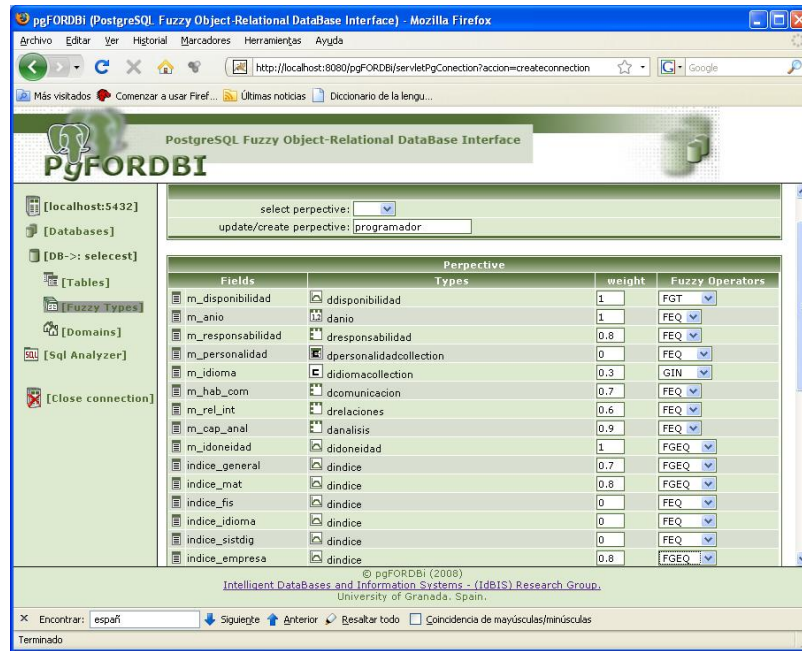 pgFORDBi (PostgreSQL Fuzzy Object-Relational DataBase Interface) - Mozilla Firefox
Archivo Editar Ver Historial Marcadores Herramientas Ayuda
http://localhost:8080/pgFORDBi/servletPgConection?accion=createconnection
Google
Más visitados Comenzar a usar Firef... Últimas noticias Diccionario de la lengu...
PostgreSQL Fuzzy Object-Relational DataBase Interface
PgFORDBI
[localhost:5432]
[Databases]
[DB->: selecest]
[Tables]
[Fuzzy Types]
[Domains]
[Sql Analyzer]
[Close connection]
select perpective:
update/create perpective: programador
Perpective
Fields Types weight Fuzzy Operators
m_disponibilidad ddisponibilidad 1 FGT
m_anio danio 1 FEQ
m_responsabilidad dresponsabilidad 0.8 FEQ
m_personalidad dpersonalidadcollection 0 FEQ
m_idioma didiomacollection 0.3 GIN
m_hab_com dcomunicacion 0.7 FEQ
m_rel_int drelaciones 0.6 FEQ
m_cap_anal danalisis 0.9 FEQ
m_idoneidad didoneidad 1 FGEQ
indice_general dindice 0.7 FGEQ
indice_mat dindice 0.8 FGEQ
indice_fis dindice 0 FEQ
indice_idioma dindice 0 FEQ
indice_sistdig dindice 0 FEQ
indice_empresa dindice 0.8 FGEQ
© pgFORDBi (2008)
Intelligent DataBases and Information Systems - (IdBIS) Research Group.
University of Granada. Spain.
Encontrar: españ Siguiente Anterior Resaltar todo Coincidencia de mayúsculas/minúsculas
Terminado